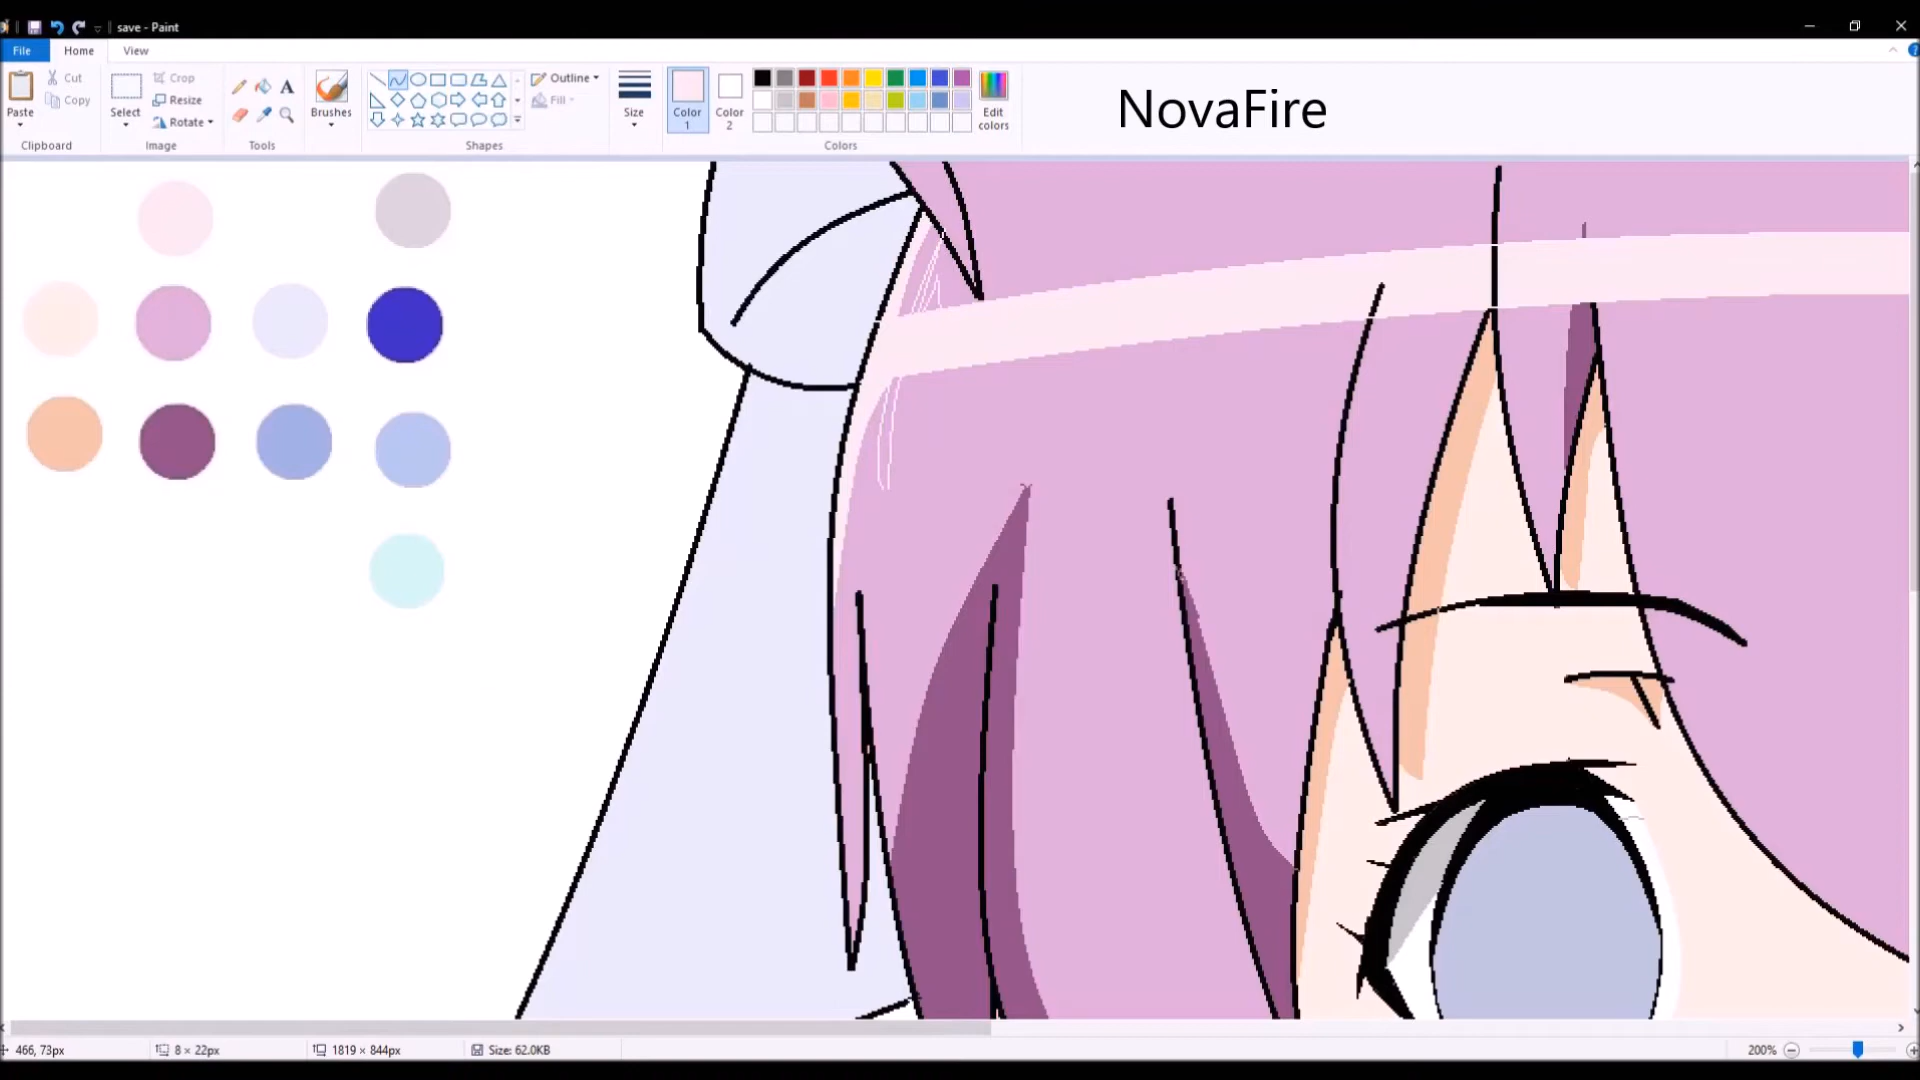 save - Paint
File Home View
Paste
Cut
Copy
Clipboard
Select
Crop
Resize
Rotate
Image
A
Tools
Brushes
Shapes
Outline
Fill
Size
Color 1
Color 2
Colors
Edit colors
NovaFire
466, 73px
8 × 22px
1819 × 844px
Size: 62.0KB
200%